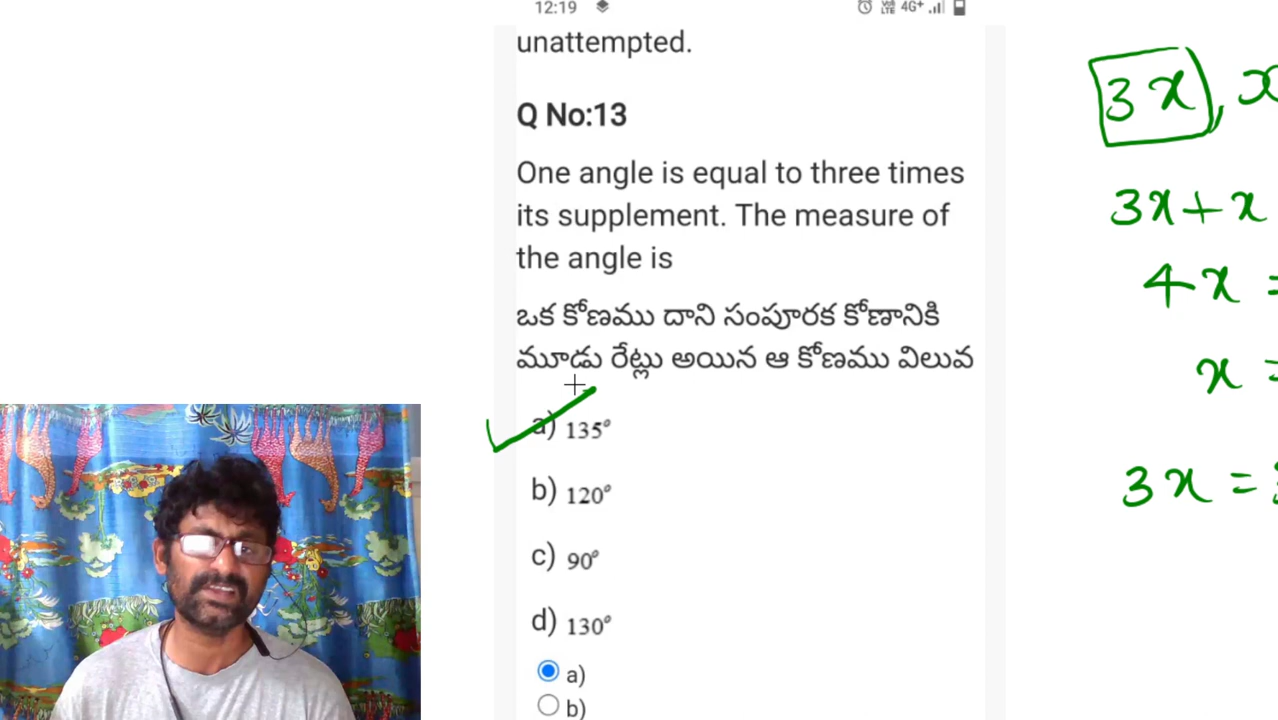 12:19 4G+
unattempted.
Q No:13
One angle is equal to three times
its supplement. The measure of
the angle is
ఒక కోణము దాని సంపూరక కోణానికి
మూడు రేట్లు అయిన ఆ కోణము విలువ
a) 135°
b) 120°
c) 90°
d) 130°
a)
b)
3x, x
3x+x
4x =
x =
3x =